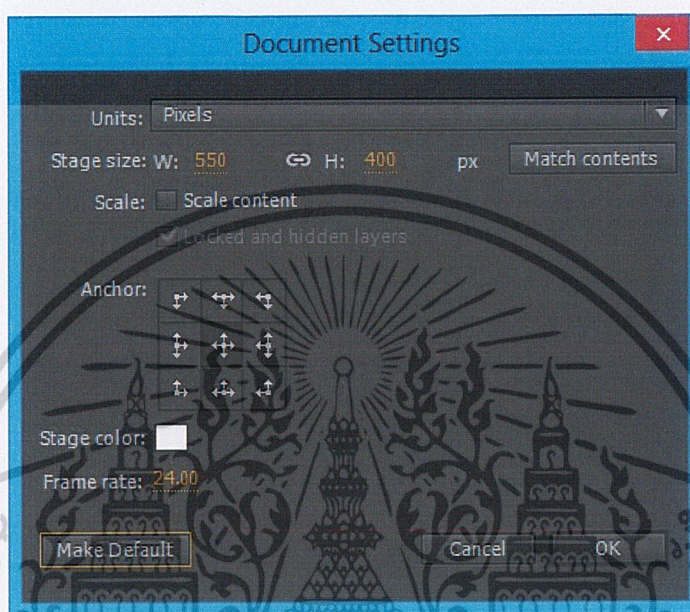 Document Settings
Units: Pixels
Stage size: W: 550 H: 400 px Match contents
Scale: Scale content
Locked and hidden layers
Anchor:
Stage color:
Frame rate: 24.00
Make Default Cancel OK